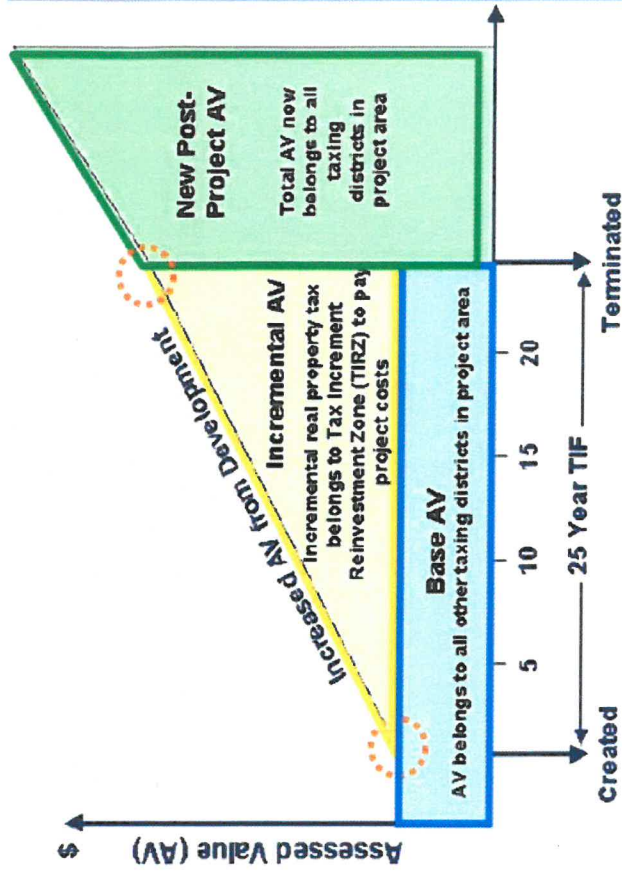 $
Assessed Value (AV)
Increased AV from Development
New Post-
Project AV
Total AV now
belongs to all
taxing
districts in
project area
Incremental AV
Incremental real property tax
belongs to Tax Increment
Reinvestment Zone (TIRZ) to pay
project costs
Base AV
AV belongs to all other taxing districts in project area
5
10
15
20
25 Year TIF
Created
Terminated